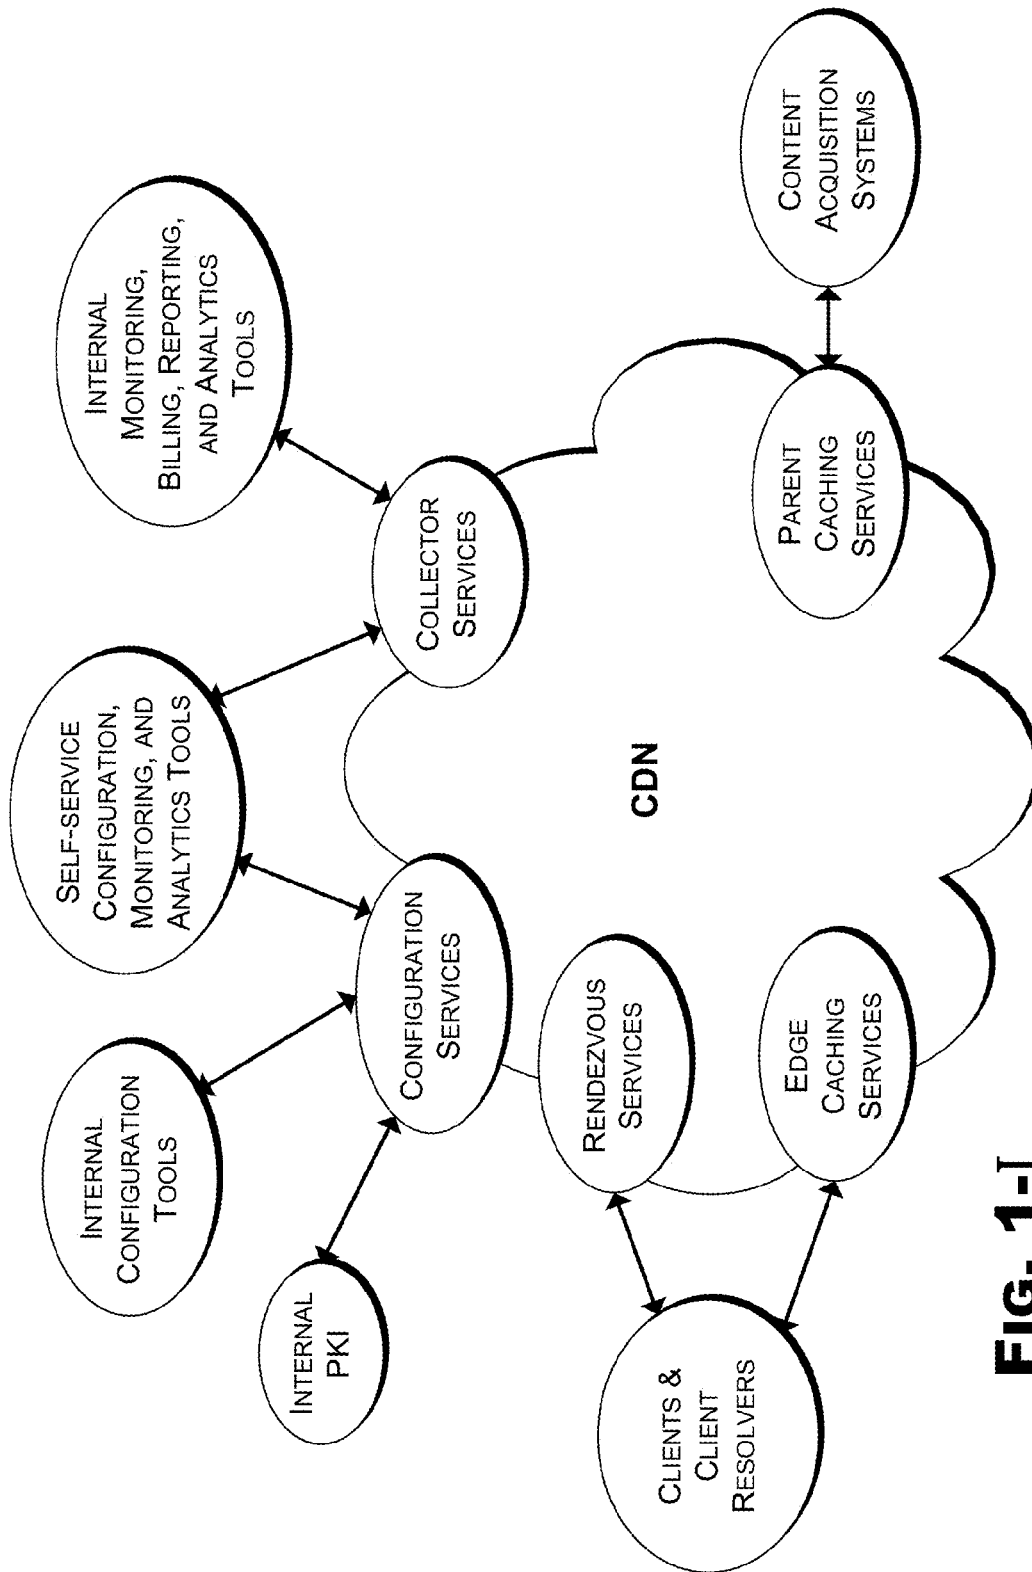 INTERNAL
MONITORING,
BILLING, REPORTING,
AND ANALYTICS
TOOLS
SELF-SERVICE
CONFIGURATION,
MONITORING, AND
ANALYTICS TOOLS
INTERNAL
CONFIGURATION
TOOLS
INTERNAL
PKI
COLLECTOR
SERVICES
CONFIGURATION
SERVICES
CDN
RENDEZVOUS
SERVICES
EDGE
CACHING
SERVICES
PARENT
CACHING
SERVICES
CONTENT
ACQUISITION
SYSTEMS
CLIENTS &
CLIENT
RESOLVERS
FIG. 1-I